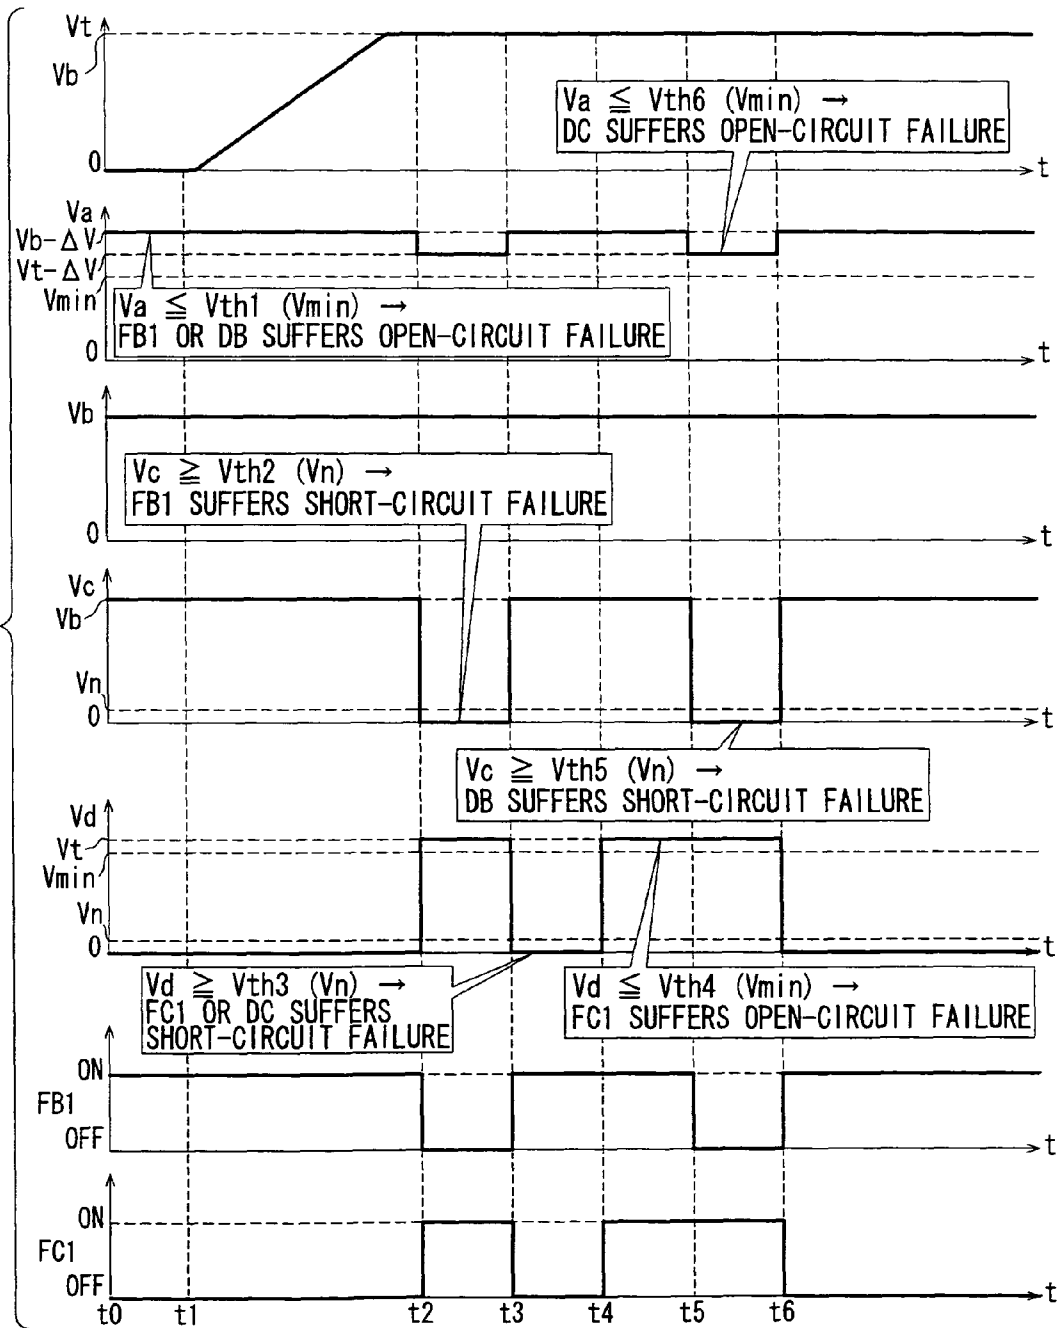 Vt
Vb
Va ≦ Vth6 (Vmin) →
DC SUFFERS OPEN-CIRCUIT FAILURE
0
t
Va
Vb-ΔV
Vt-ΔV
Vmin
Va ≦ Vth1 (Vmin) →
FB1 OR DB SUFFERS OPEN-CIRCUIT FAILURE
0
t
Vb
Vc ≧ Vth2 (Vn) →
FB1 SUFFERS SHORT-CIRCUIT FAILURE
0
t
Vc
Vb
Vn
0
t
Vc ≧ Vth5 (Vn) →
DB SUFFERS SHORT-CIRCUIT FAILURE
Vd
Vt
Vmin
Vn
0
t
Vd ≧ Vth3 (Vn) →
FC1 OR DC SUFFERS
SHORT-CIRCUIT FAILURE
Vd ≦ Vth4 (Vmin) →
FC1 SUFFERS OPEN-CIRCUIT FAILURE
ON
FB1
OFF
t
ON
FC1
OFF
t
t0 t1 t2 t3 t4 t5 t6